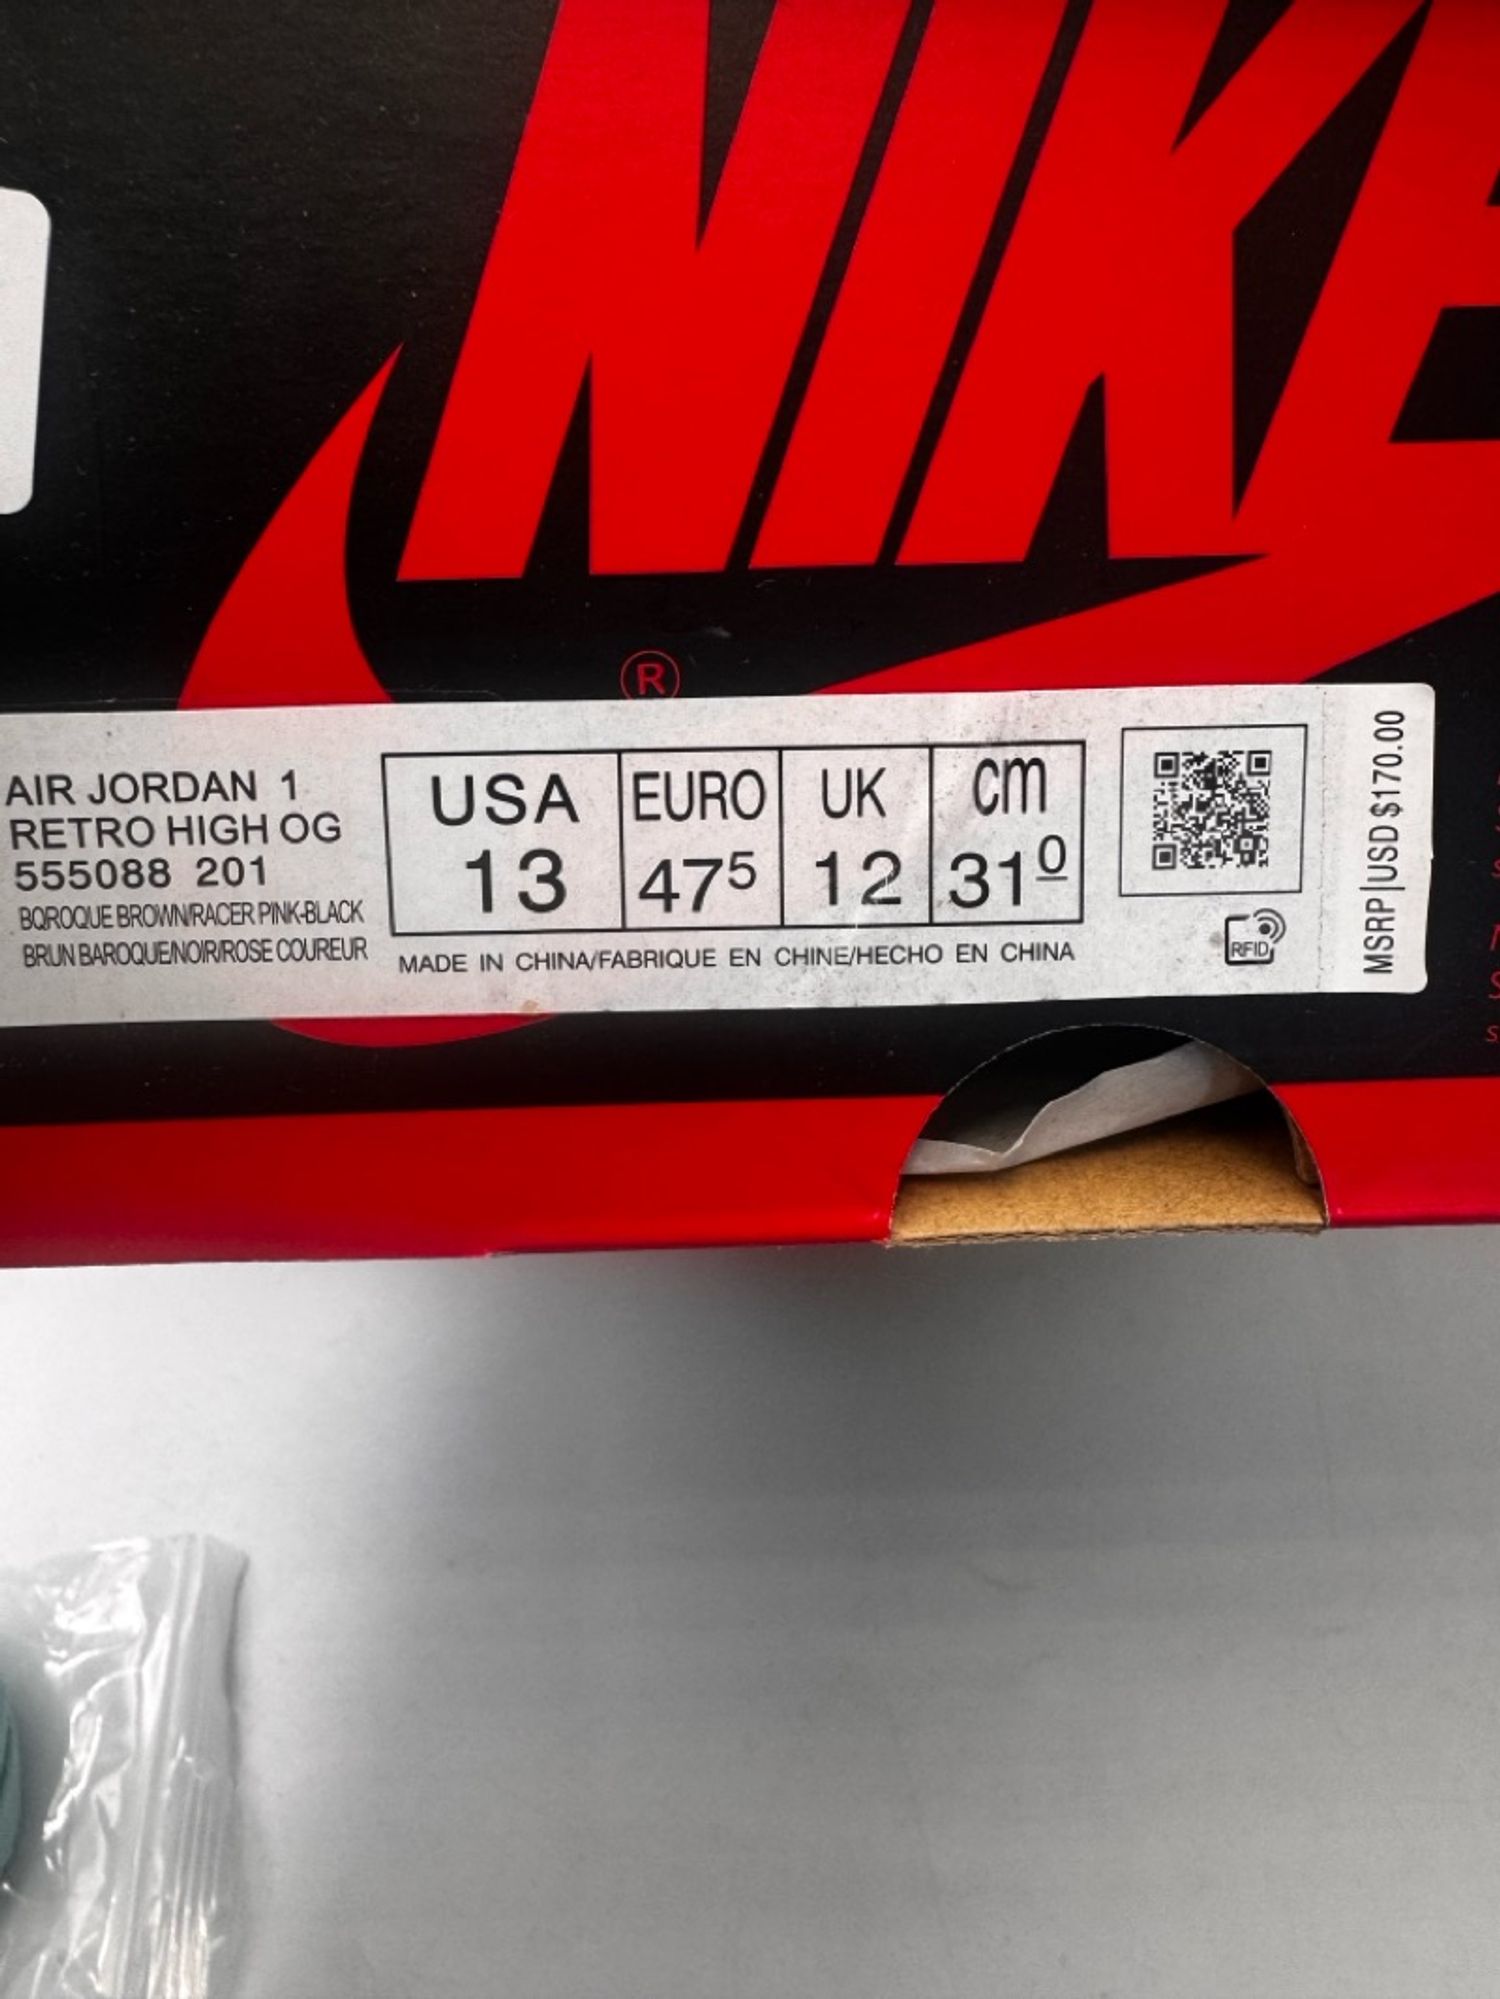 NIKE
®
AIR JORDAN 1
RETRO HIGH OG
555088 201
BQROQUE BROWN/RACER PINK-BLACK
BRUN BAROQUE/NOIR/ROSE COUREUR
USA
13
EURO
47⁵
UK
12
cm
31⁰
MADE IN CHINA/FABRIQUE EN CHINE/HECHO EN CHINA
RFID
MSRP|USD$170.00